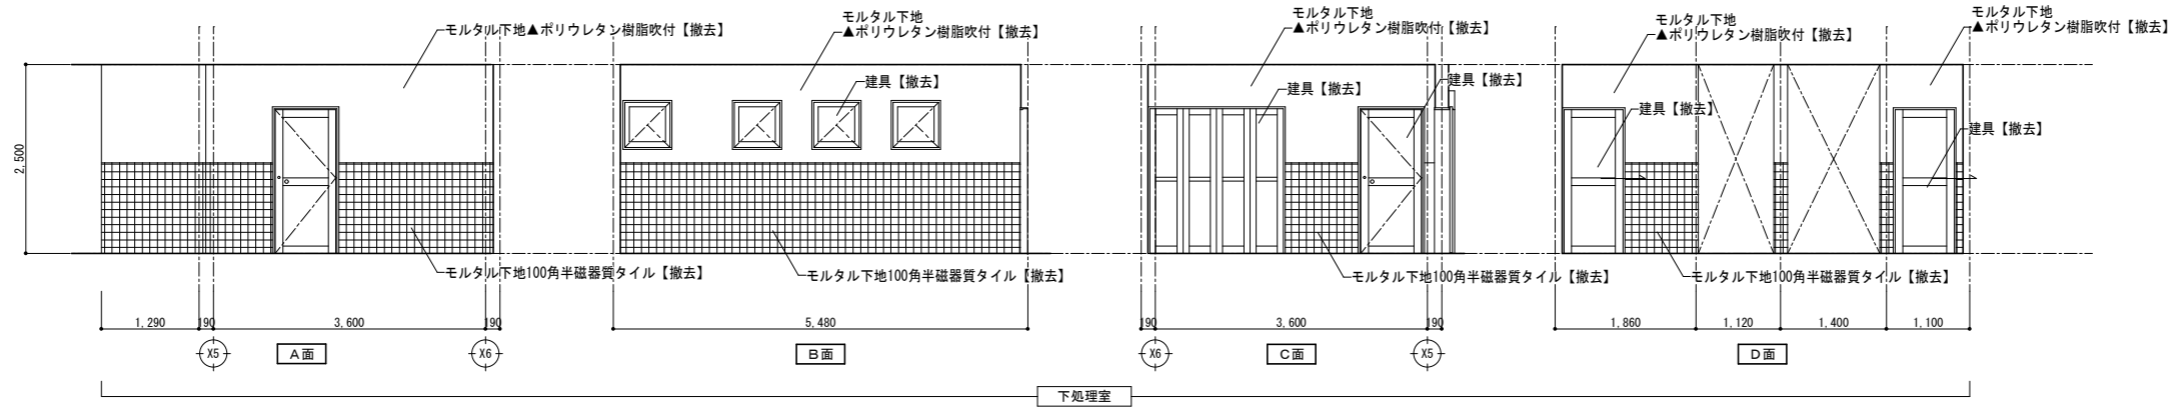 モルタル下地▲ポリウレタン樹脂吹付【撤去】
モルタル下地
▲ポリウレタン樹脂吹付【撤去】
モルタル下地
▲ポリウレタン樹脂吹付【撤去】
モルタル下地
▲ポリウレタン樹脂吹付【撤去】
モルタル下地
▲ポリウレタン樹脂吹付【撤去】
建具【撤去】
建具【撤去】
建具【撤去】
建具【撤去】
建具【撤去】
2,500
モルタル下地100角半磁器質タイル【撤去】
モルタル下地100角半磁器質タイル【撤去】
モルタル下地100角半磁器質タイル【撤去】
モルタル下地100角半磁器質タイル【撤去】
1,290 190 3,600 190
5,480
190 3,600 190
1,860 1,120 1,400 1,100
X5 A面 X6
B面
X6 C面 X5
D面
下処理室